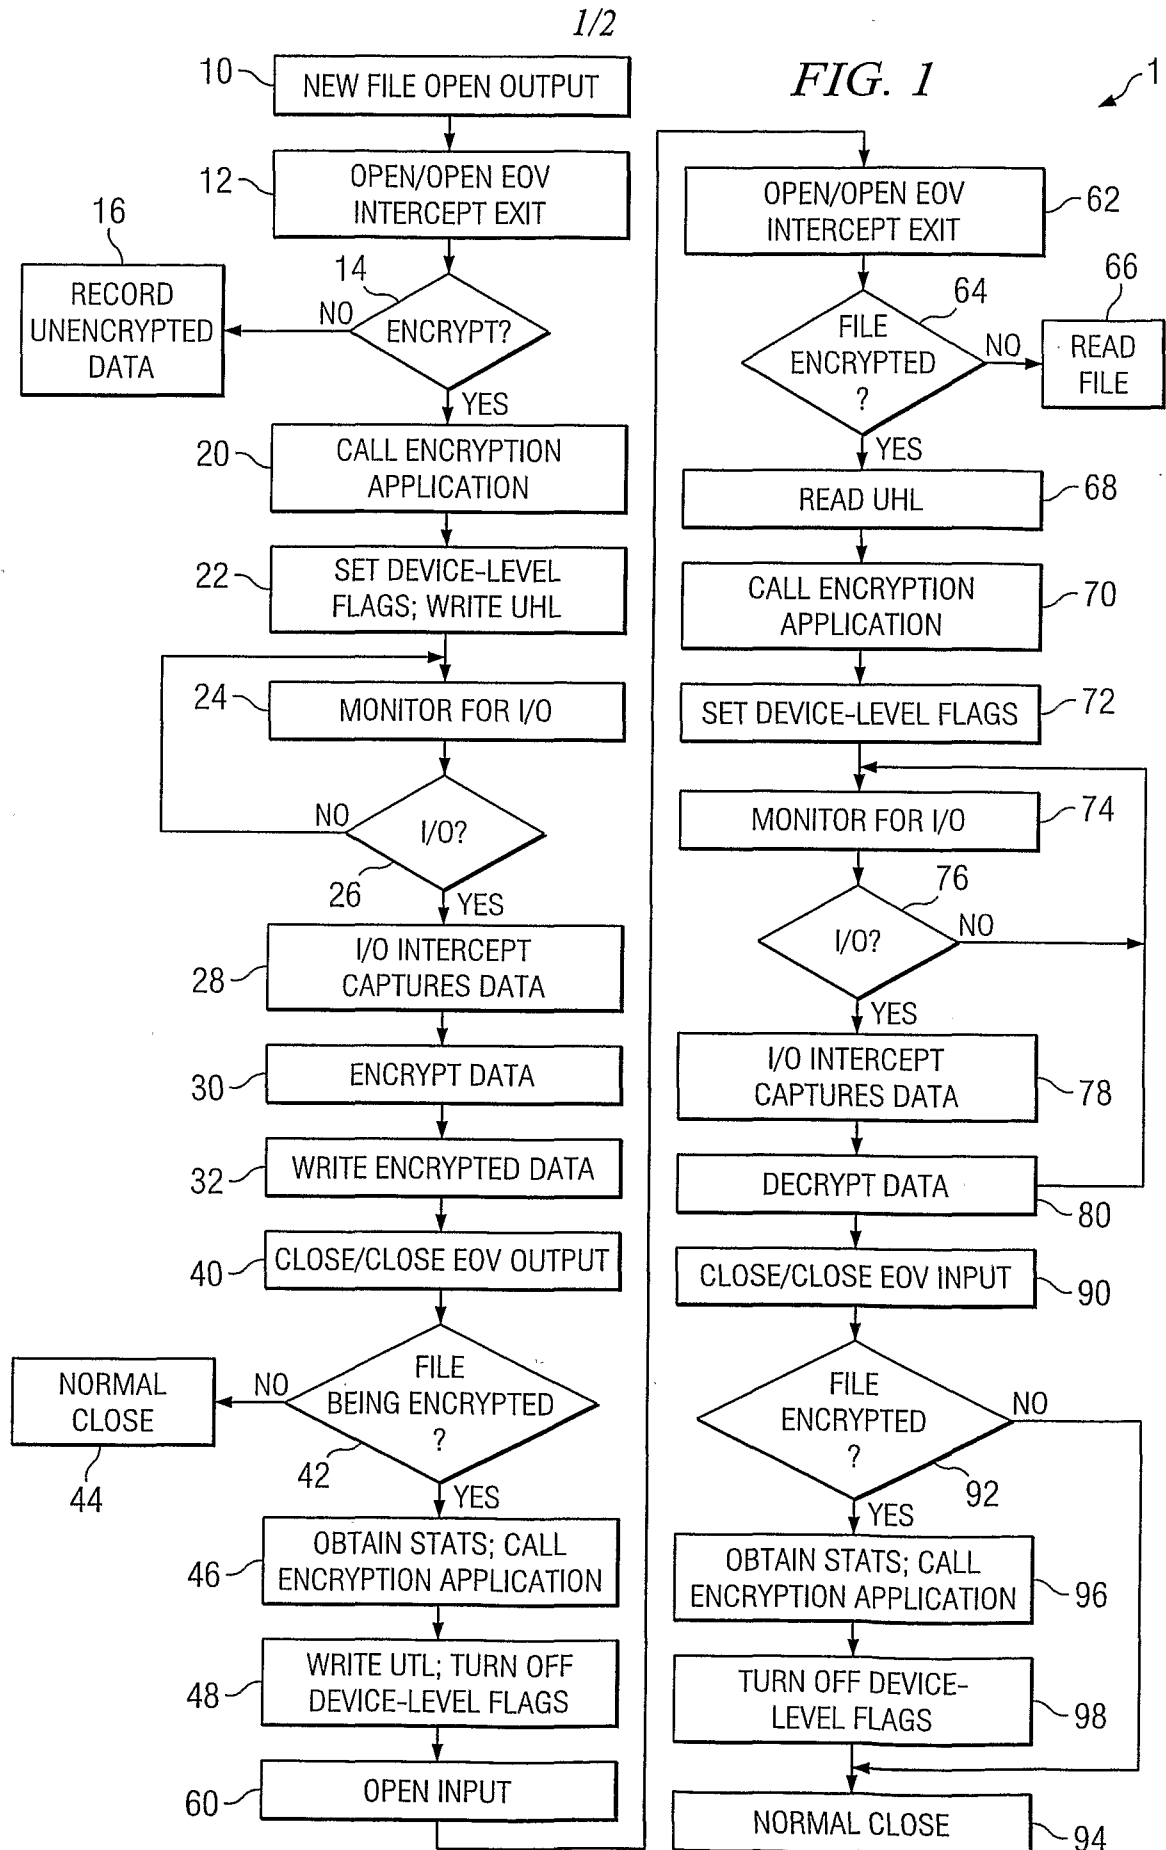 1/2
FIG. 1
1
10
NEW FILE OPEN OUTPUT
12
OPEN/OPEN EOV
INTERCEPT EXIT
14
ENCRYPT?
NO
16
RECORD
UNENCRYPTED
DATA
YES
20
CALL ENCRYPTION
APPLICATION
22
SET DEVICE-LEVEL
FLAGS; WRITE UHL
24
MONITOR FOR I/O
NO
I/O?
26
YES
28
I/O INTERCEPT
CAPTURES DATA
30
ENCRYPT DATA
32
WRITE ENCRYPTED DATA
40
CLOSE/CLOSE EOV OUTPUT
FILE
BEING ENCRYPTED
?
42
NO
NORMAL
CLOSE
44
YES
46
OBTAIN STATS; CALL
ENCRYPTION APPLICATION
48
WRITE UTL; TURN OFF
DEVICE-LEVEL FLAGS
60
OPEN INPUT
OPEN/OPEN EOV
INTERCEPT EXIT
62
64
FILE
ENCRYPTED
?
NO
66
READ
FILE
YES
READ UHL
68
CALL ENCRYPTION
APPLICATION
70
SET DEVICE-LEVEL FLAGS
72
MONITOR FOR I/O
74
76
I/O?
NO
YES
I/O INTERCEPT
CAPTURES DATA
78
DECRYPT DATA
80
CLOSE/CLOSE EOV INPUT
90
FILE
ENCRYPTED
?
NO
92
YES
OBTAIN STATS; CALL
ENCRYPTION APPLICATION
96
TURN OFF DEVICE-
LEVEL FLAGS
98
NORMAL CLOSE
94